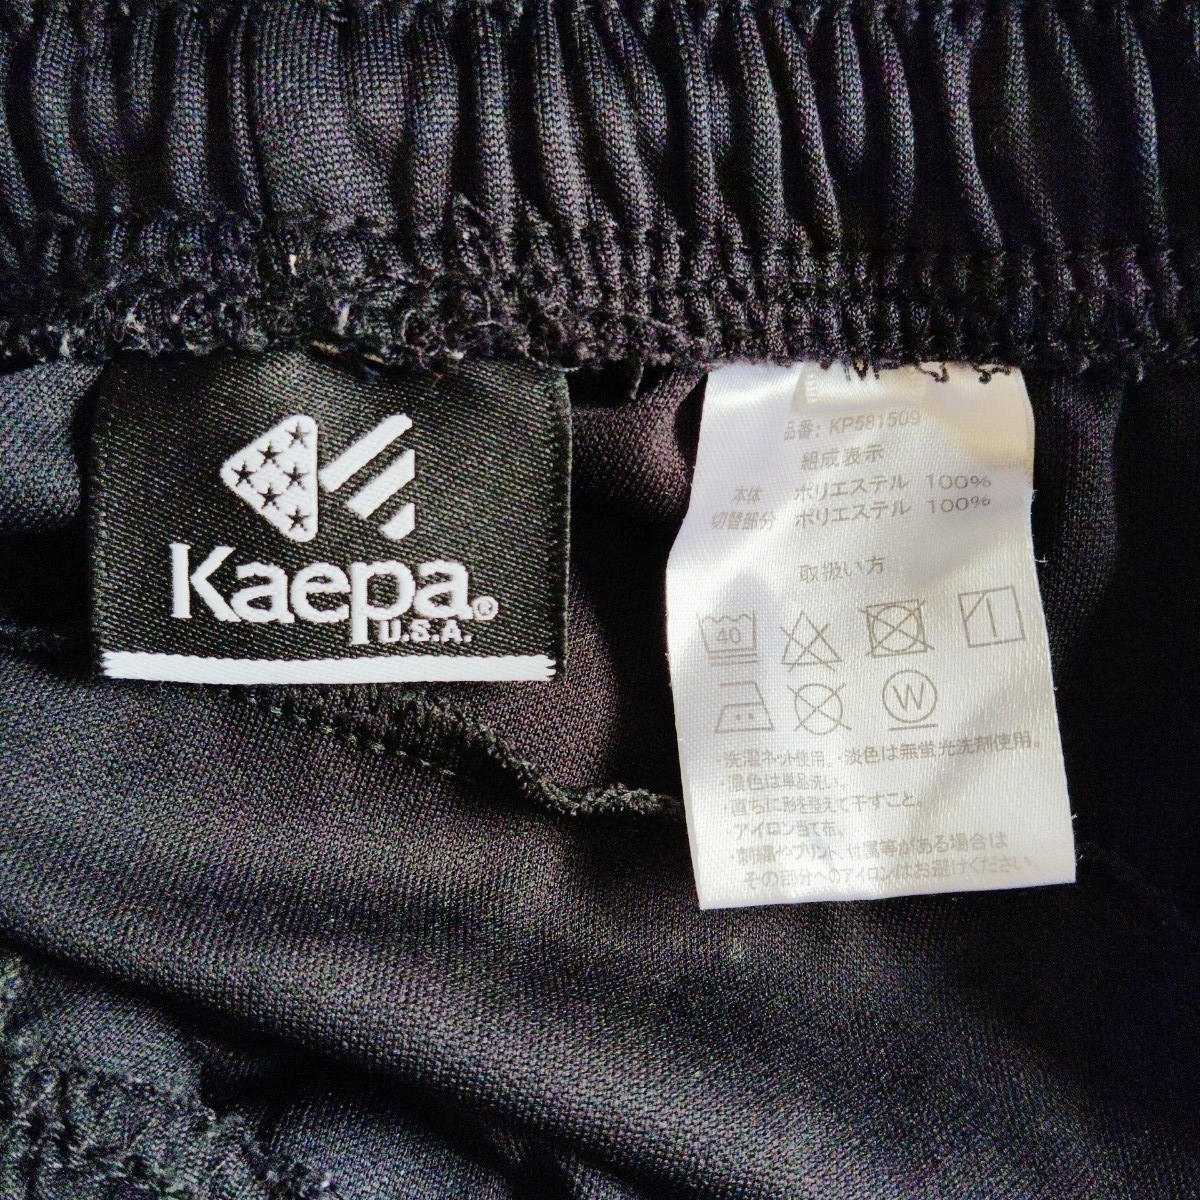 Kaepa®
U.S.A.
M
品番: KP581509
組成表示
本体 ポリエステル 100%
切替部分 ポリエステル 100%
取扱い方
40
W
・洗濯ネット使用。・淡色は無蛍光洗剤使用。
・濃色は単品洗い。
・直ちに形を整えて干すこと。
・アイロン当て布。
・刺繍やプリント、付属等がある場合は
その部分へのアイロンはお避けください。